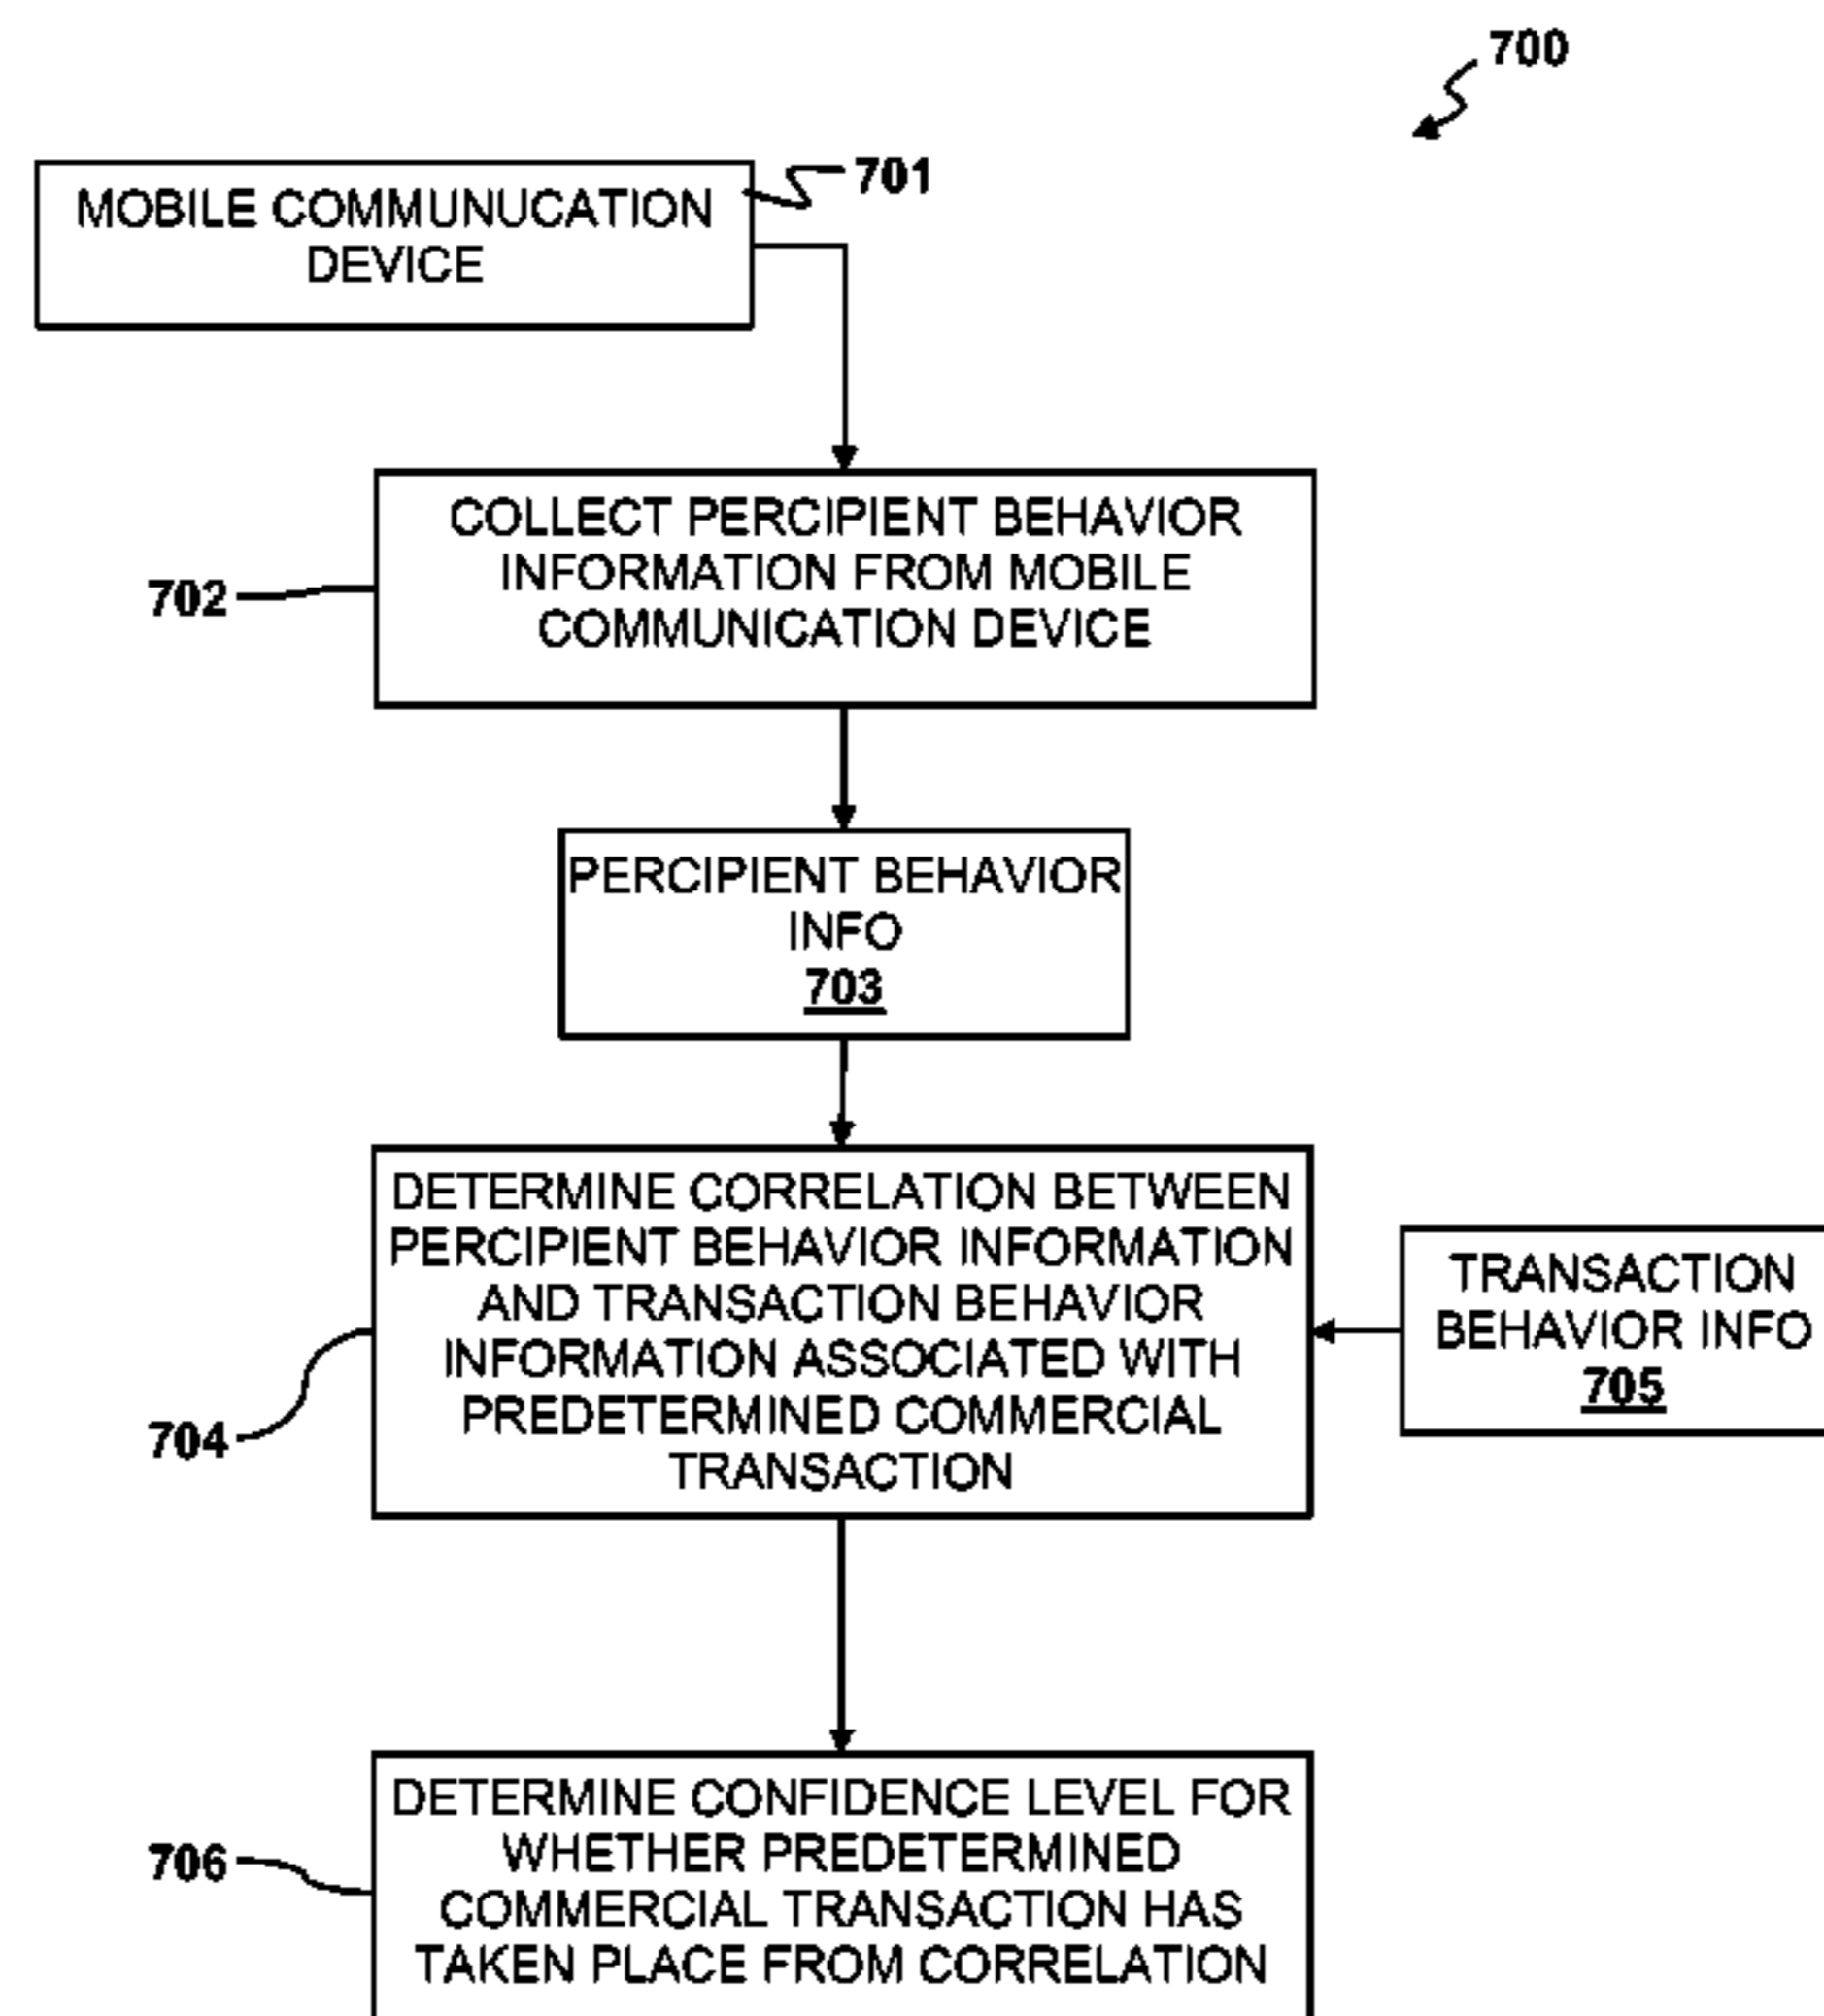 700
MOBILE COMMUNUCATION
DEVICE
701
COLLECT PERCIPIENT BEHAVIOR
INFORMATION FROM MOBILE
COMMUNICATION DEVICE
702
PERCIPIENT BEHAVIOR
INFO
703
DETERMINE CORRELATION BETWEEN
PERCIPIENT BEHAVIOR INFORMATION
AND TRANSACTION BEHAVIOR
INFORMATION ASSOCIATED WITH
PREDETERMINED COMMERCIAL
TRANSACTION
704
TRANSACTION
BEHAVIOR INFO
705
DETERMINE CONFIDENCE LEVEL FOR
WHETHER PREDETERMINED
COMMERCIAL TRANSACTION HAS
TAKEN PLACE FROM CORRELATION
706